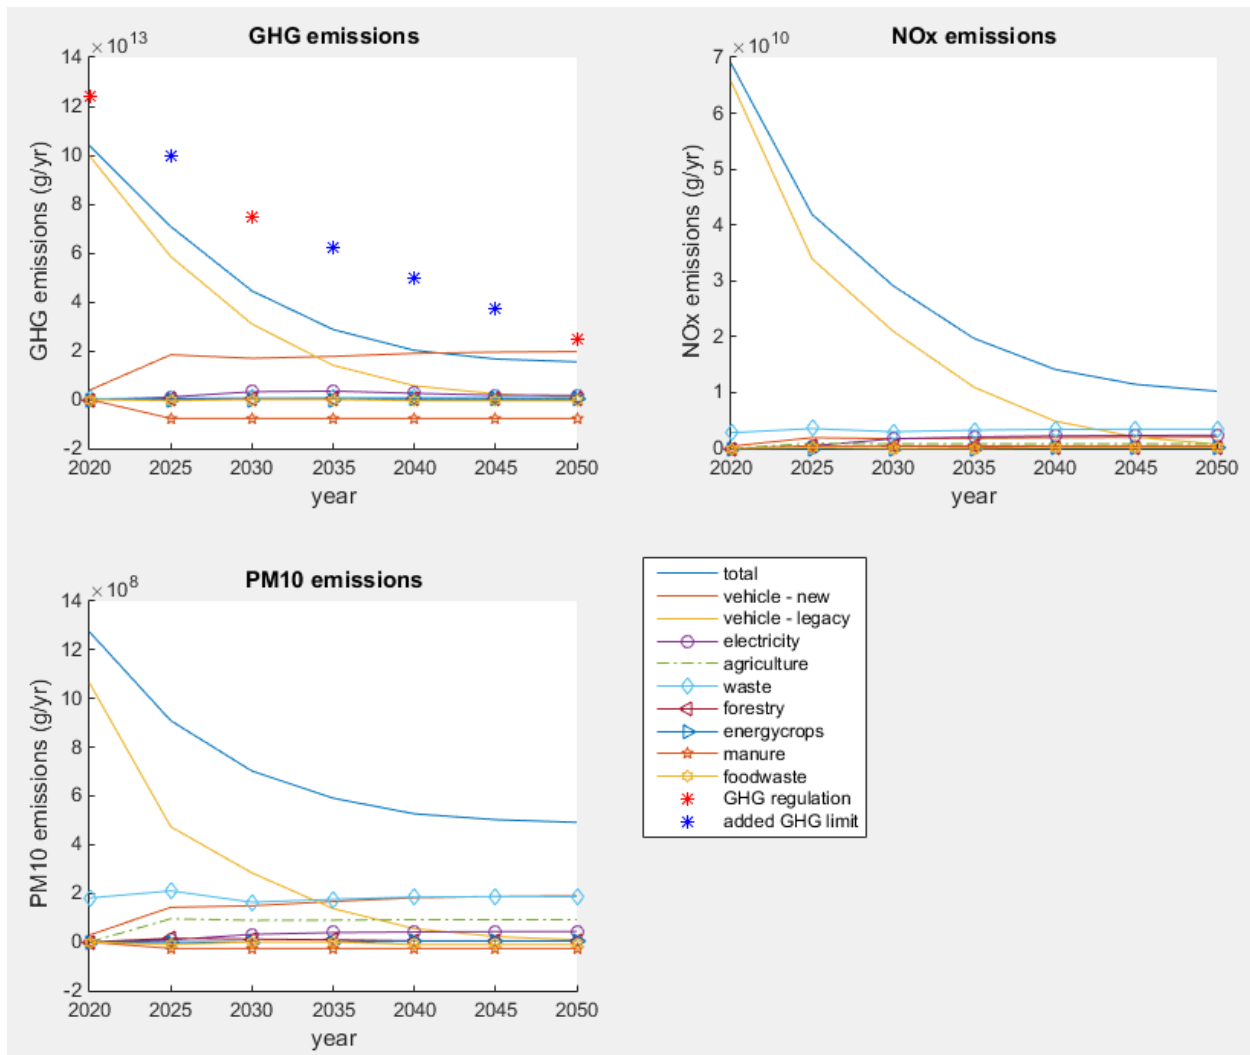 GHG emissions
×10^13
14
12
10
8
6
4
2
0
-2
GHG emissions (g/yr)
2020 2025 2030 2035 2040 2045 2050
year
NOx emissions
×10^10
7
6
5
4
3
2
1
0
NOx emissions (g/yr)
2020 2025 2030 2035 2040 2045 2050
year
PM10 emissions
×10^8
14
12
10
8
6
4
2
0
-2
PM10 emissions (g/yr)
2020 2025 2030 2035 2040 2045 2050
year
total
vehicle - new
vehicle - legacy
electricity
agriculture
waste
forestry
energycrops
manure
foodwaste
GHG regulation
added GHG limit